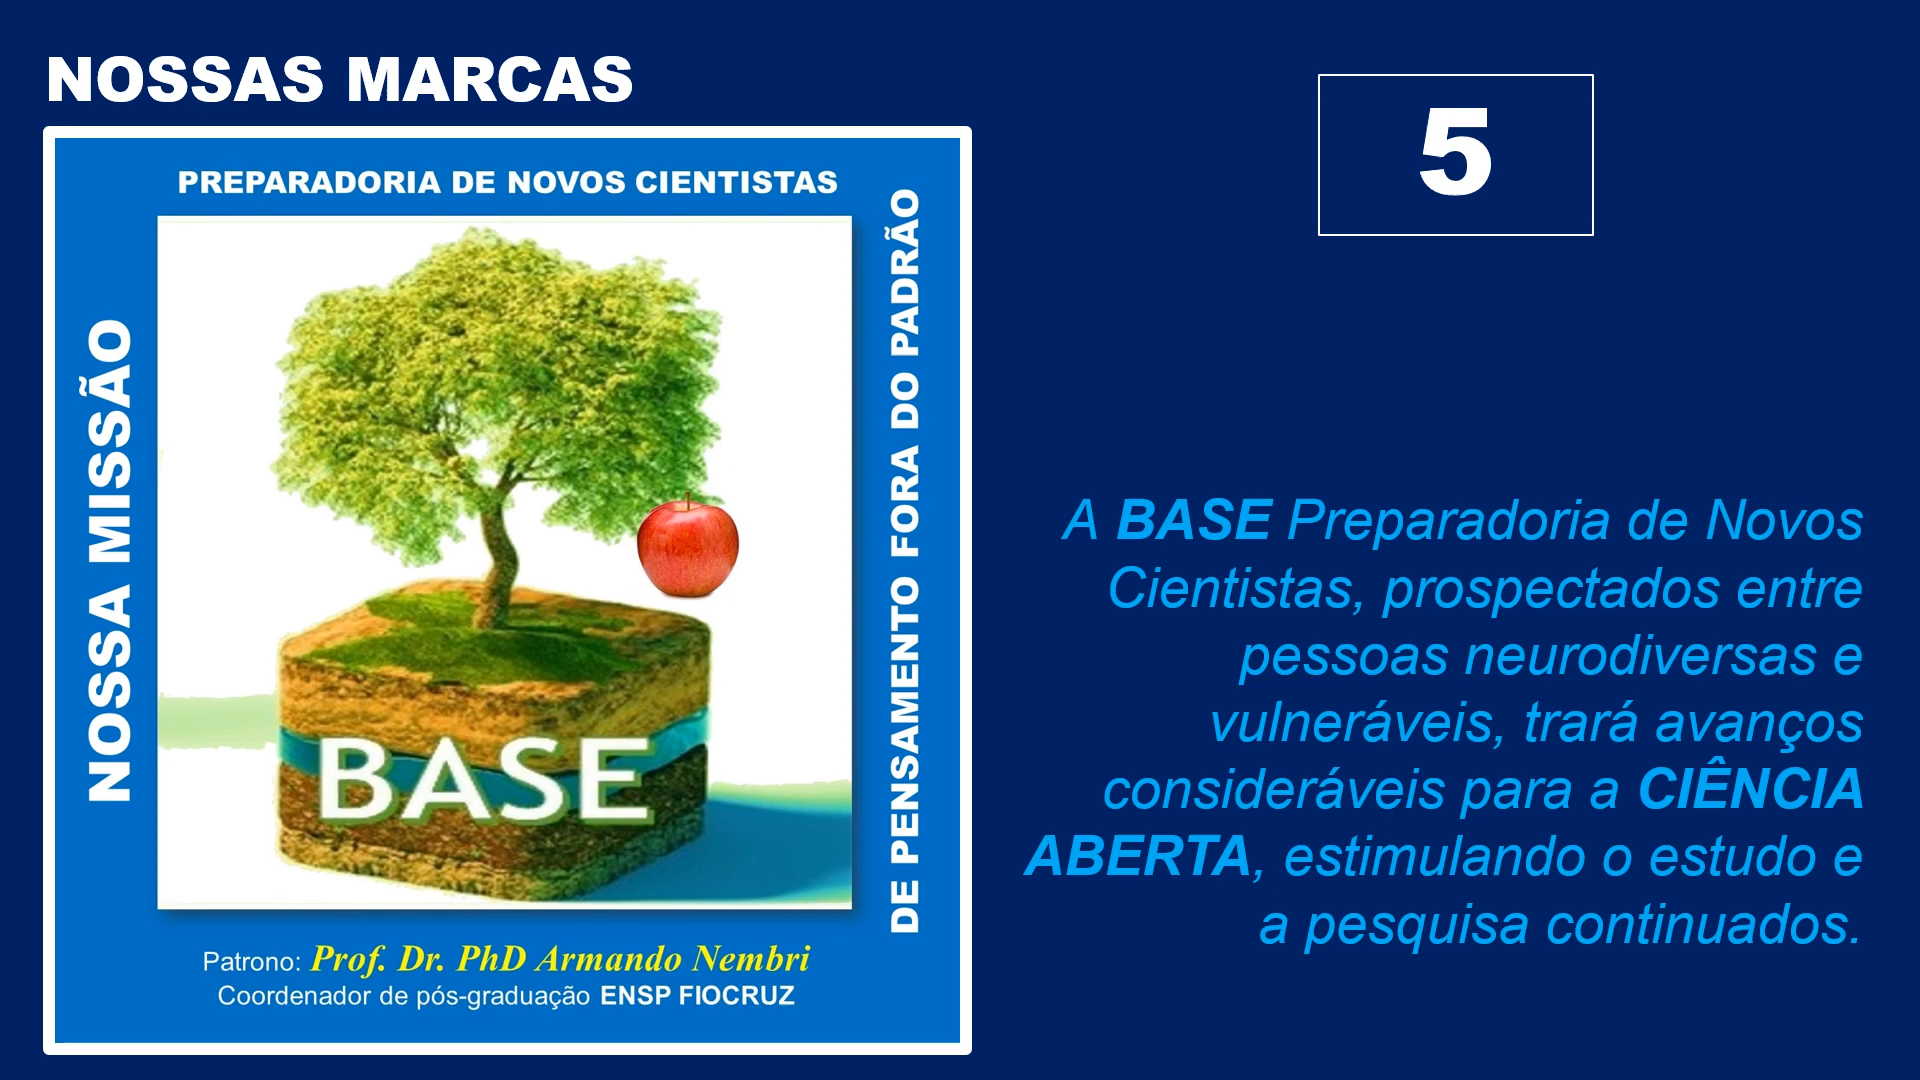 NOSSAS MARCAS
5
PREPARADORIA DE NOVOS CIENTISTAS
NOSSA MISSÃO
DE PENSAMENTO FORA DO PADRÃO
BASE
Patrono: Prof. Dr. PhD Armando Nembri
Coordenador de pós-graduação ENSP FIOCRUZ
A BASE Preparadoria de Novos
Cientistas, prospectados entre
pessoas neurodiversas e
vulneráveis, trará avanços
consideráveis para a CIÊNCIA
ABERTA, estimulando o estudo e
a pesquisa continuados.